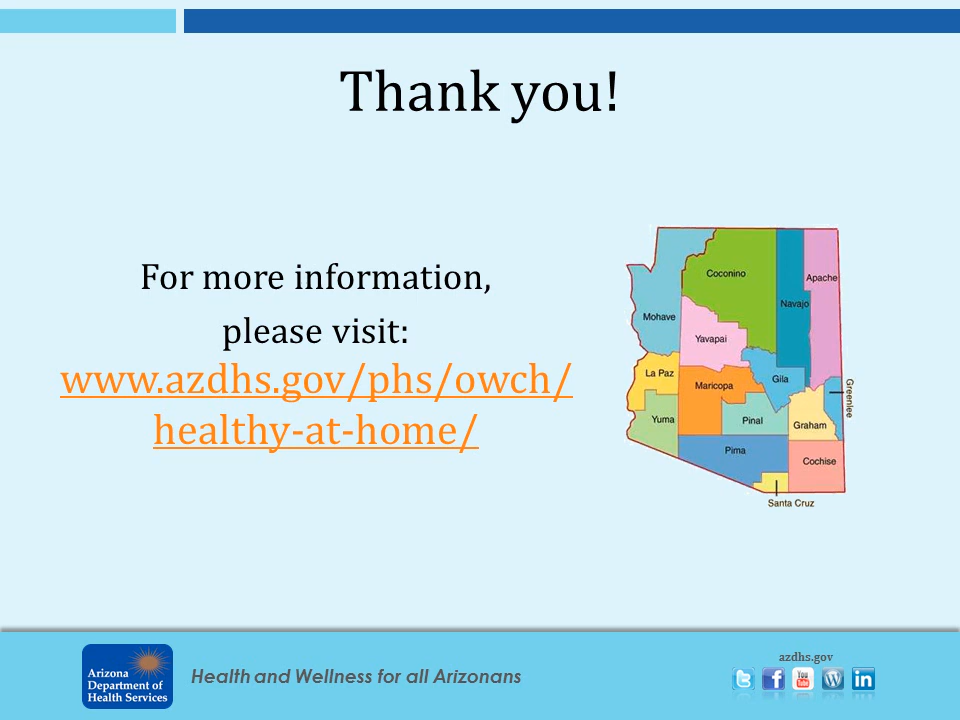 Thank you!
For more information,
please visit:
www.azdhs.gov/phs/owch/
healthy-at-home/
Coconino
Apache
Navajo
Mohave
Yavapai
La Paz
Gila
Maricopa
Greenlee
Yuma
Pinal
Graham
Pima
Cochise
Santa Cruz
Arizona
Department of
Health Services
Health and Wellness for all Arizonans
azdhs.gov
You
Tube